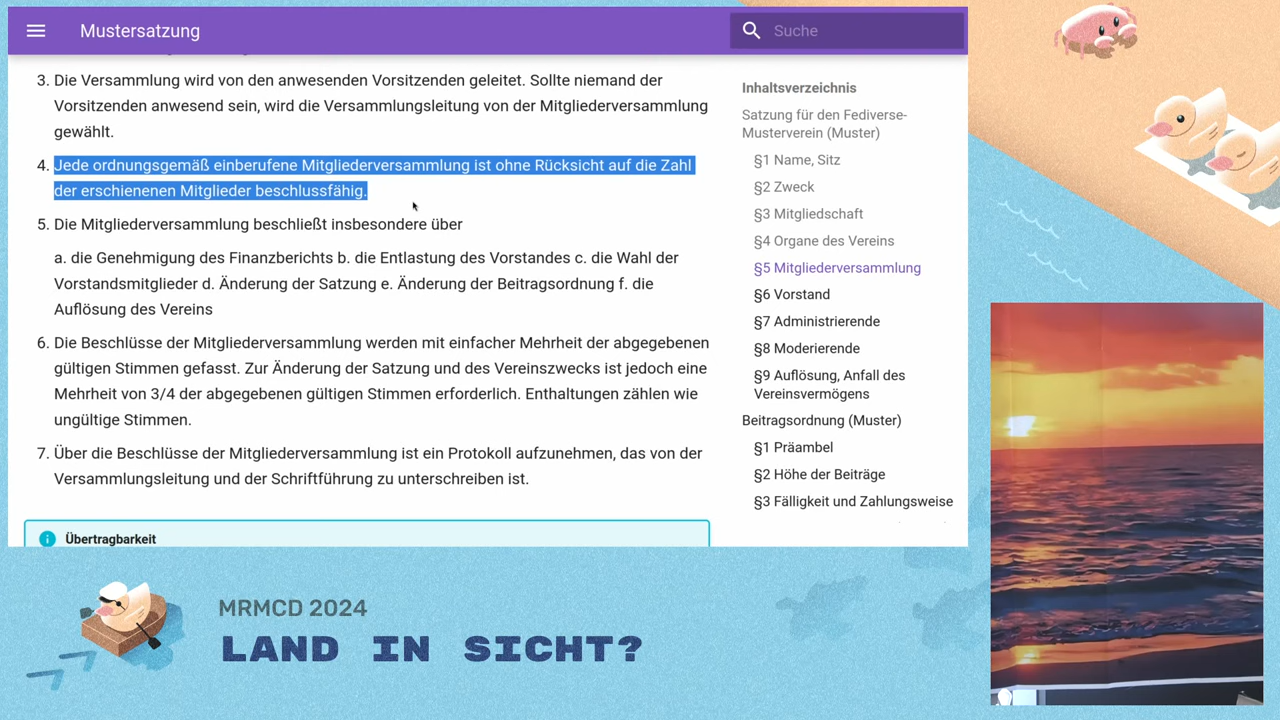 Mustersatzung
Suche
3. Die Versammlung wird von den anwesenden Vorsitzenden geleitet. Sollte niemand der
Vorsitzenden anwesend sein, wird die Versammlungsleitung von der Mitgliederversammlung
gewählt.
4. Jede ordnungsgemäß einberufene Mitgliederversammlung ist ohne Rücksicht auf die Zahl
der erschienenen Mitglieder beschlussfähig.
5. Die Mitgliederversammlung beschließt insbesondere über
a. die Genehmigung des Finanzberichts b. die Entlastung des Vorstandes c. die Wahl der
Vorstandsmitglieder d. Änderung der Satzung e. Änderung der Beitragsordnung f. die
Auflösung des Vereins
6. Die Beschlüsse der Mitgliederversammlung werden mit einfacher Mehrheit der abgegebenen
gültigen Stimmen gefasst. Zur Änderung der Satzung und des Vereinszwecks ist jedoch eine
Mehrheit von 3/4 der abgegebenen gültigen Stimmen erforderlich. Enthaltungen zählen wie
ungültige Stimmen.
7. Über die Beschlüsse der Mitgliederversammlung ist ein Protokoll aufzunehmen, das von der
Versammlungsleitung und der Schriftführung zu unterschreiben ist.
Übertragbarkeit
Inhaltsverzeichnis
Satzung für den Fediverse-
Musterverein (Muster)
§1 Name, Sitz
§2 Zweck
§3 Mitgliedschaft
§4 Organe des Vereins
§5 Mitgliederversammlung
§6 Vorstand
§7 Administrierende
§8 Moderierende
§9 Auflösung, Anfall des
Vereinsvermögens
Beitragsordnung (Muster)
§1 Präambel
§2 Höhe der Beiträge
§3 Fälligkeit und Zahlungsweise
MRMCD 2024
LAND IN SICHT?